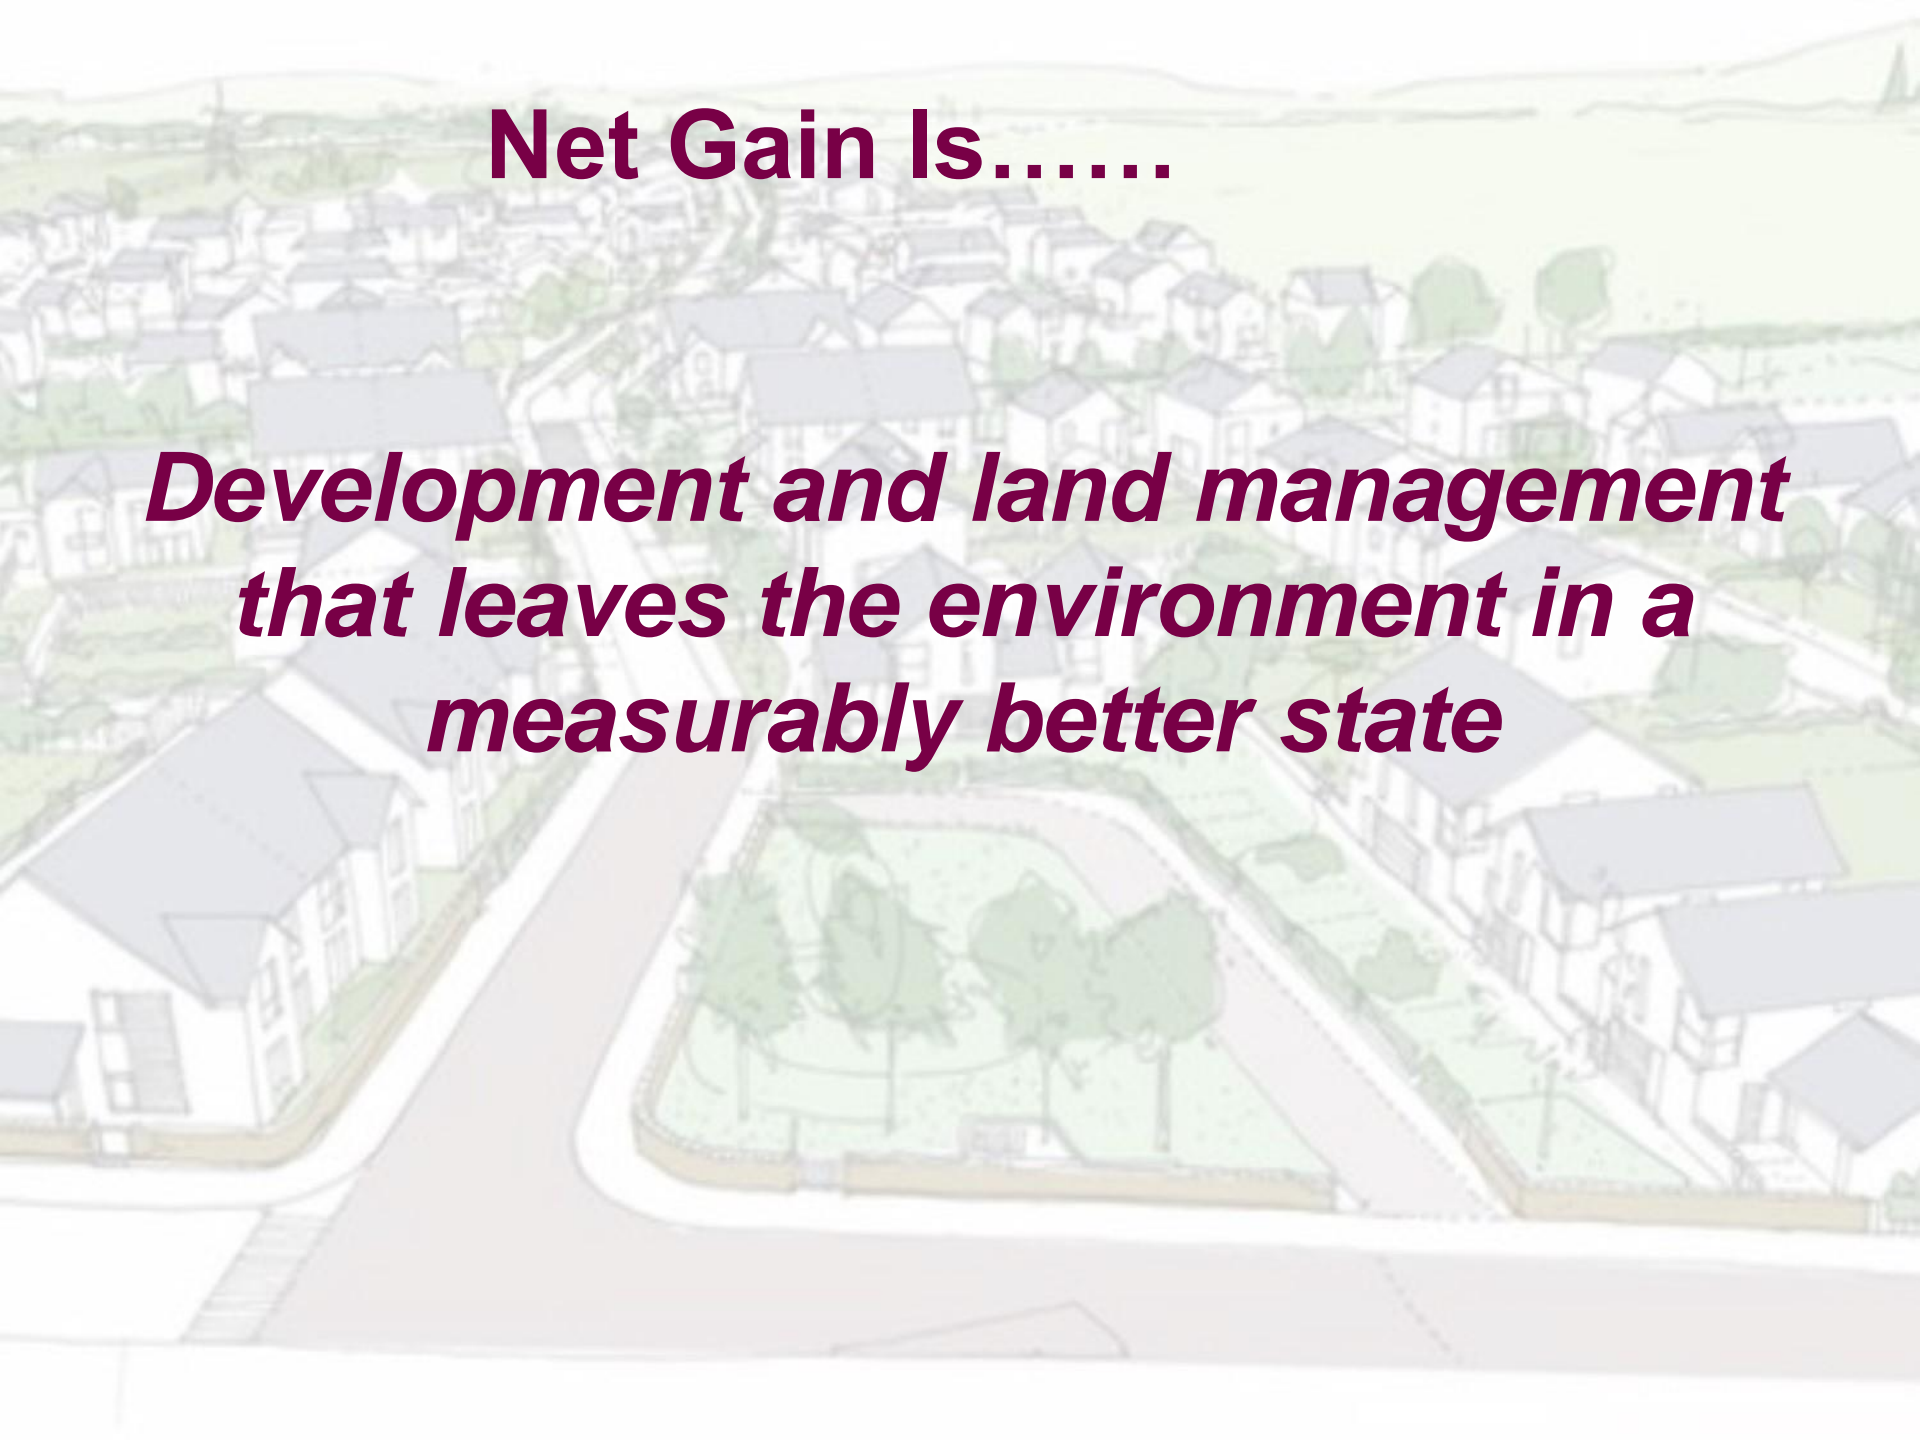 Net Gain Is……
Development and land management
that leaves the environment in a
measurably better state